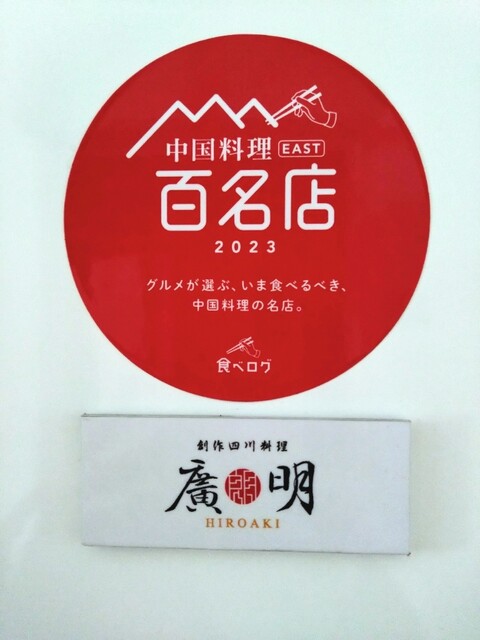 中国料理 EAST
百名店
2023
グルメが選ぶ、いま食べるべき、
中国料理の名店。
食べログ
創作四川料理
廣明
HIROAKI